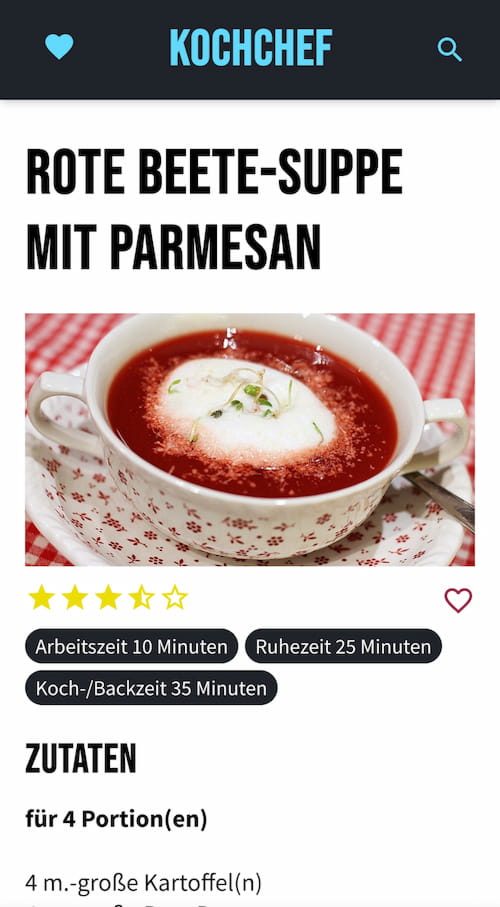 KOCHCHEF
ROTE BEETE-SUPPE
MIT PARMESAN
Arbeitszeit 10 Minuten
Ruhezeit 25 Minuten
Koch-/Backzeit 35 Minuten
ZUTATEN
für 4 Portion(en)
4 m.-große Kartoffel(n)